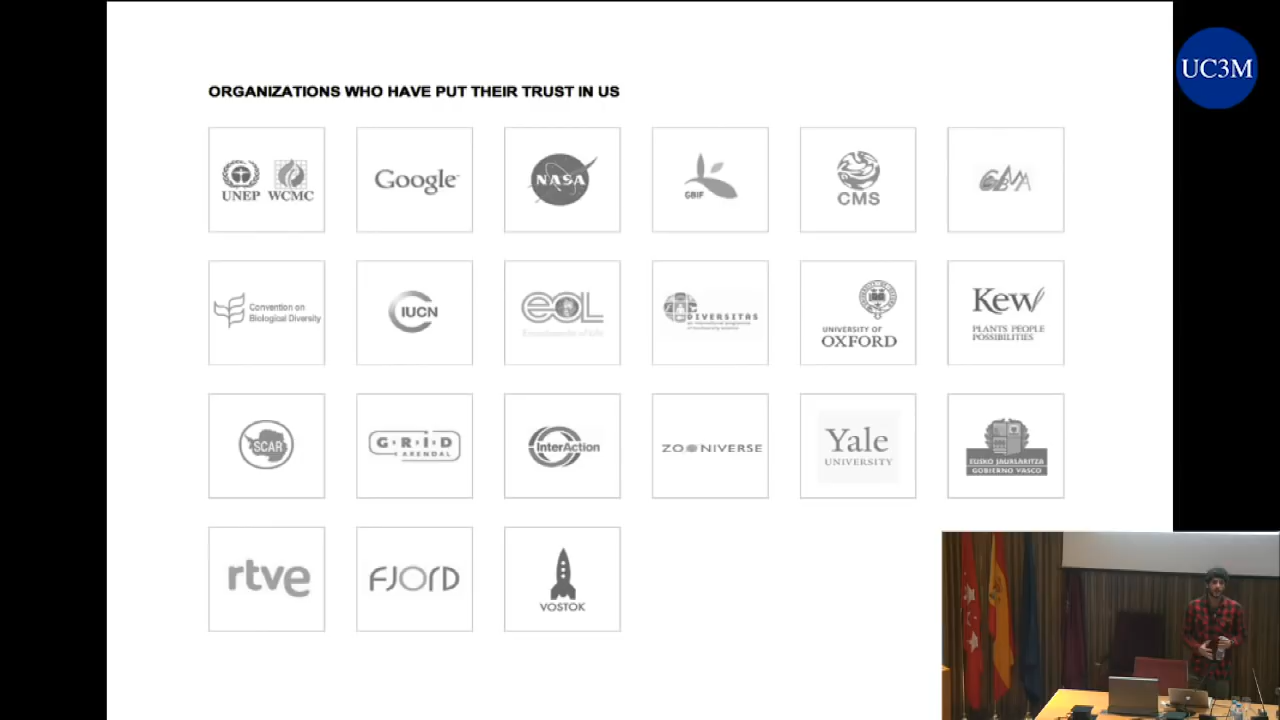 UC3M
ORGANIZATIONS WHO HAVE PUT THEIR TRUST IN US
UNEP WCMC
Google
NASA
GBIF
CMS
Convention on
Biological Diversity
IUCN
eOL
DIVERSITAS
UNIVERSITY OF
OXFORD
Kew
PLANTS PEOPLE
POSSIBILITIES
SCAR
G·R·I·D
ARENDAL
InterAction
ZOONIVERSE
Yale
UNIVERSITY
EUSKO JAURLARITZA
GOBIERNO VASCO
rtve
FJORD
VOSTOK